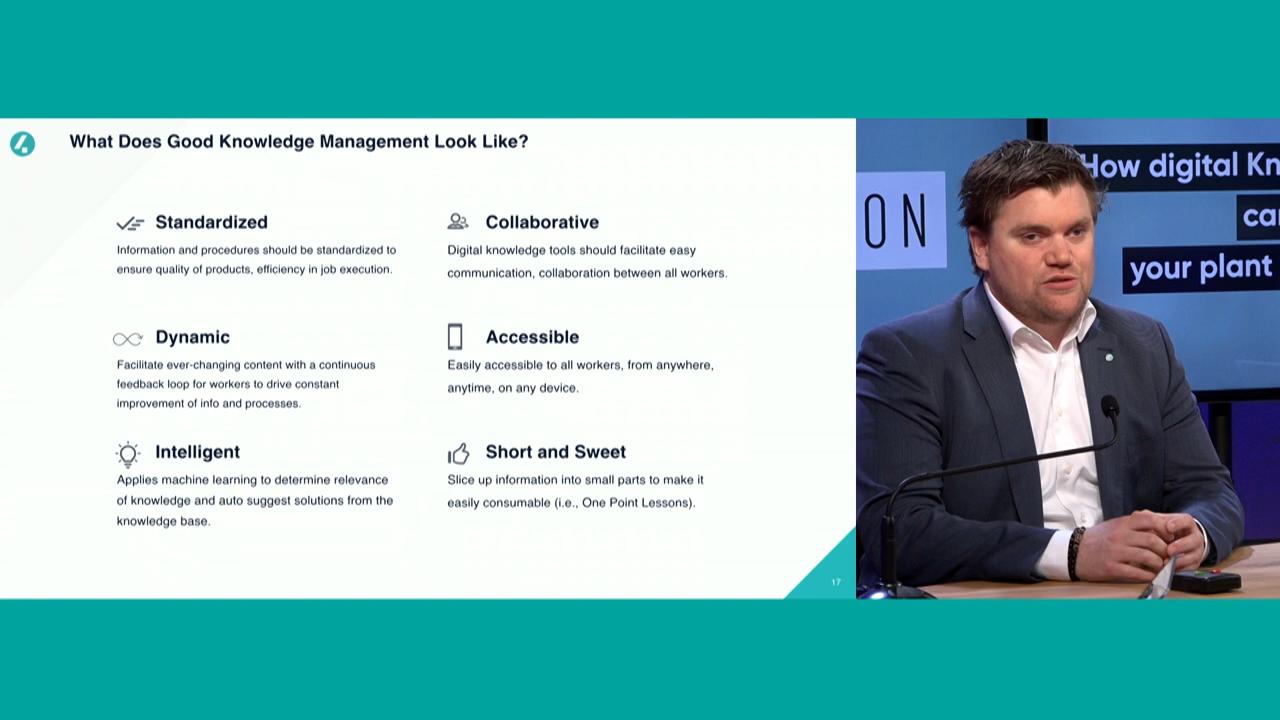 What Does Good Knowledge Management Look Like?
Standardized
Information and procedures should be standardized to
ensure quality of products, efficiency in job execution.
Collaborative
Digital knowledge tools should facilitate easy
communication, collaboration between all workers.
Dynamic
Facilitate ever-changing content with a continuous
feedback loop for workers to drive constant
improvement of info and processes.
Accessible
Easily accessible to all workers, from anywhere,
anytime, on any device.
Intelligent
Applies machine learning to determine relevance
of knowledge and auto suggest solutions from the
knowledge base.
Short and Sweet
Slice up information into small parts to make it
easily consumable (i.e., One Point Lessons).
17
ON
How digital Kn
ca
your plant